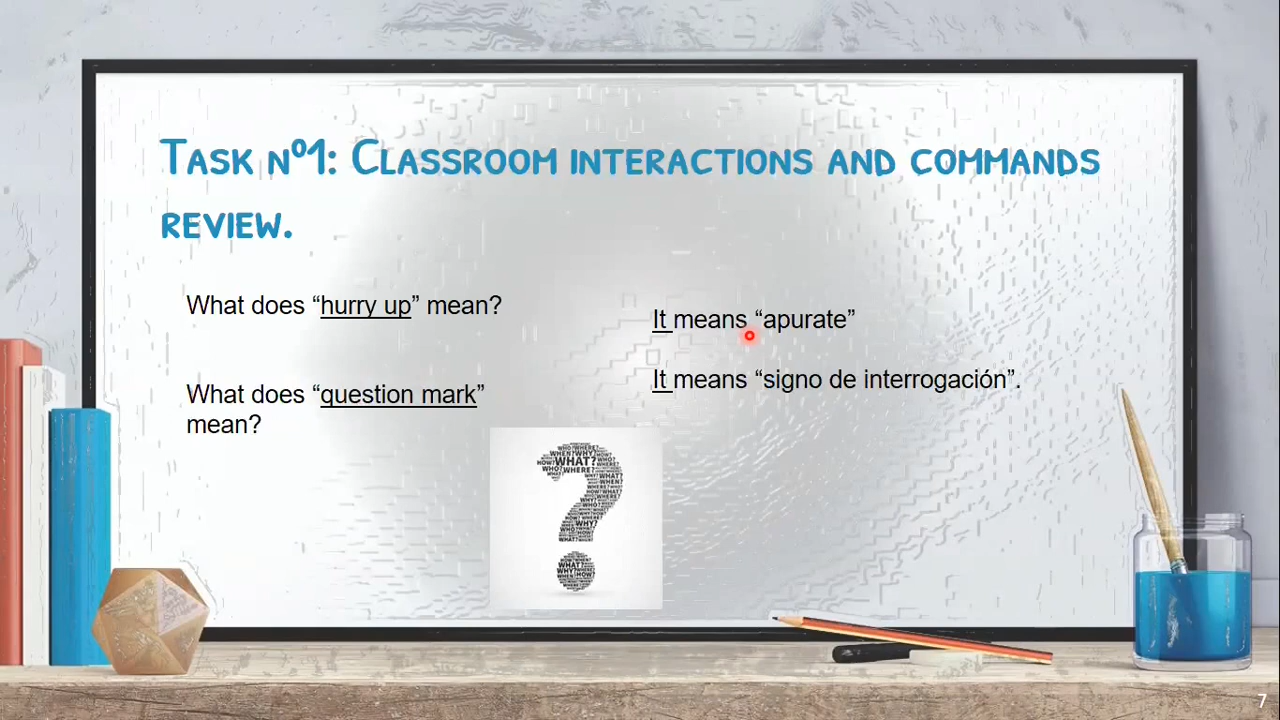 Task nº1: Classroom interactions and commands
review.
What does “hurry up” mean?
It means “apurate”
What does “question mark”
mean?
It means “signo de interrogación”.
7